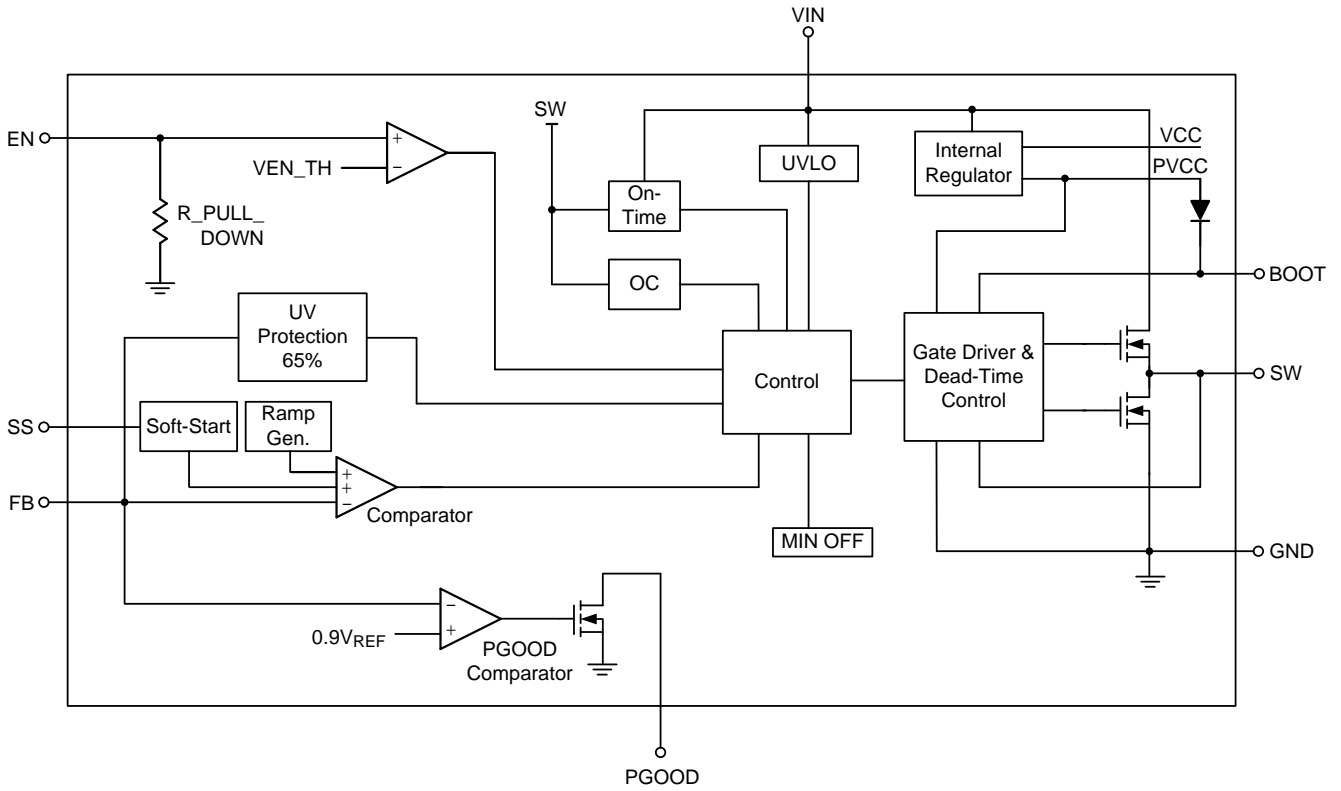 VIN
EN
+
−
VEN_TH
R_PULL_
DOWN
SW
On-
Time
OC
UVLO
Internal
Regulator
VCC
PVCC
BOOT
UV
Protection
65%
Control
Gate Driver &
Dead-Time
Control
SW
SS
Soft-Start
Ramp
Gen.
+
+
−
Comparator
FB
MIN OFF
GND
−
+
0.9VREF
PGOOD
Comparator
PGOOD